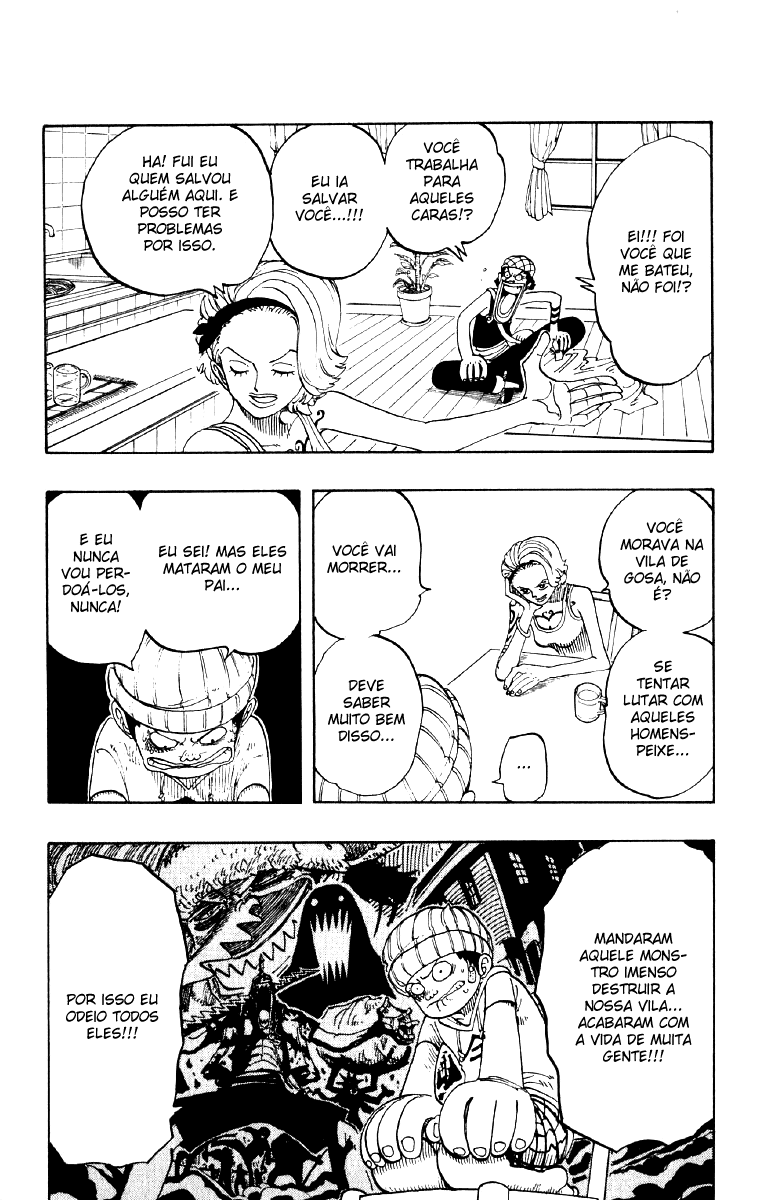 EI!!! FOI
VOCÊ QUE
ME BATEU,
NÃO FOI!?
VOCÊ
TRABALHA
PARA
AQUELES
CARAS!?
EU IA
SALVAR
VOCÊ...!!!
HA! FUI EU
QUEM SALVOU
ALGUÉM AQUI. E
POSSO TER
PROBLEMAS
POR ISSO.
VOCÊ
MORAVA NA
VILA DE
GOSA, NÃO
É?
SE
TENTAR
LUTAR COM
AQUELES
HOMENS-
PEIXE...
VOCÊ VAI
MORRER...
DEVE
SABER
MUITO BEM
DISSO...
...
EU SEI! MAS ELES
MATARAM O MEU
PAI...
E EU
NUNCA
VOU PER-
DOÁ-LOS,
NUNCA!
MANDARAM
AQUELE MONS-
TRO IMENSO
DESTRUIR A
NOSSA VILA...
ACABARAM COM
A VIDA DE MUITA
GENTE!!!
POR ISSO EU
ODEIO TODOS
ELES!!!